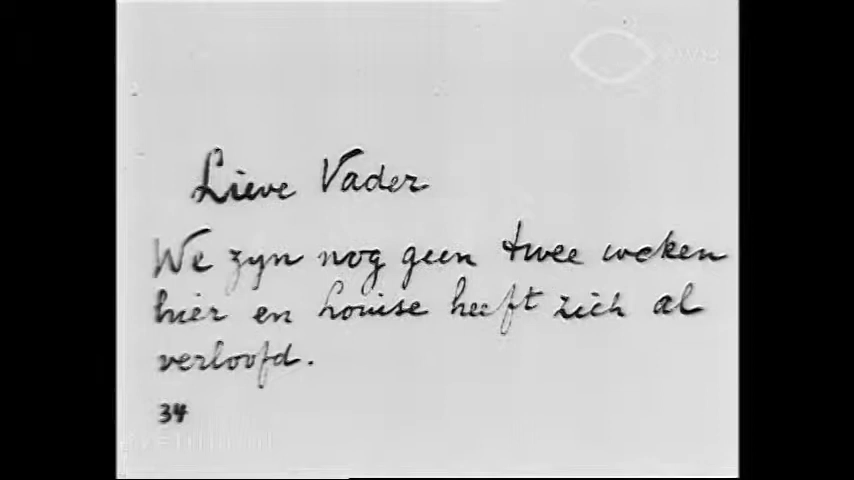 Lieve Vader
We zyn nog geen twee weken
hier en Louise heeft zich al
verloofd.
34